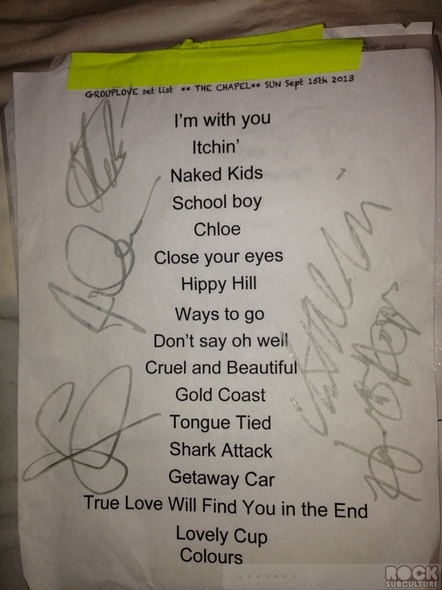 GROUPLOVE set list ** THE CHAPEL** SUN Sept 15th 2013
I'm with you
Itchin'
Naked Kids
School boy
Chloe
Close your eyes
Hippy Hill
Ways to go
Don't say oh well
Cruel and Beautiful
Gold Coast
Tongue Tied
Shark Attack
Getaway Car
True Love Will Find You in the End
Lovely Cup
Colours
ROCK
SUBCULTURE